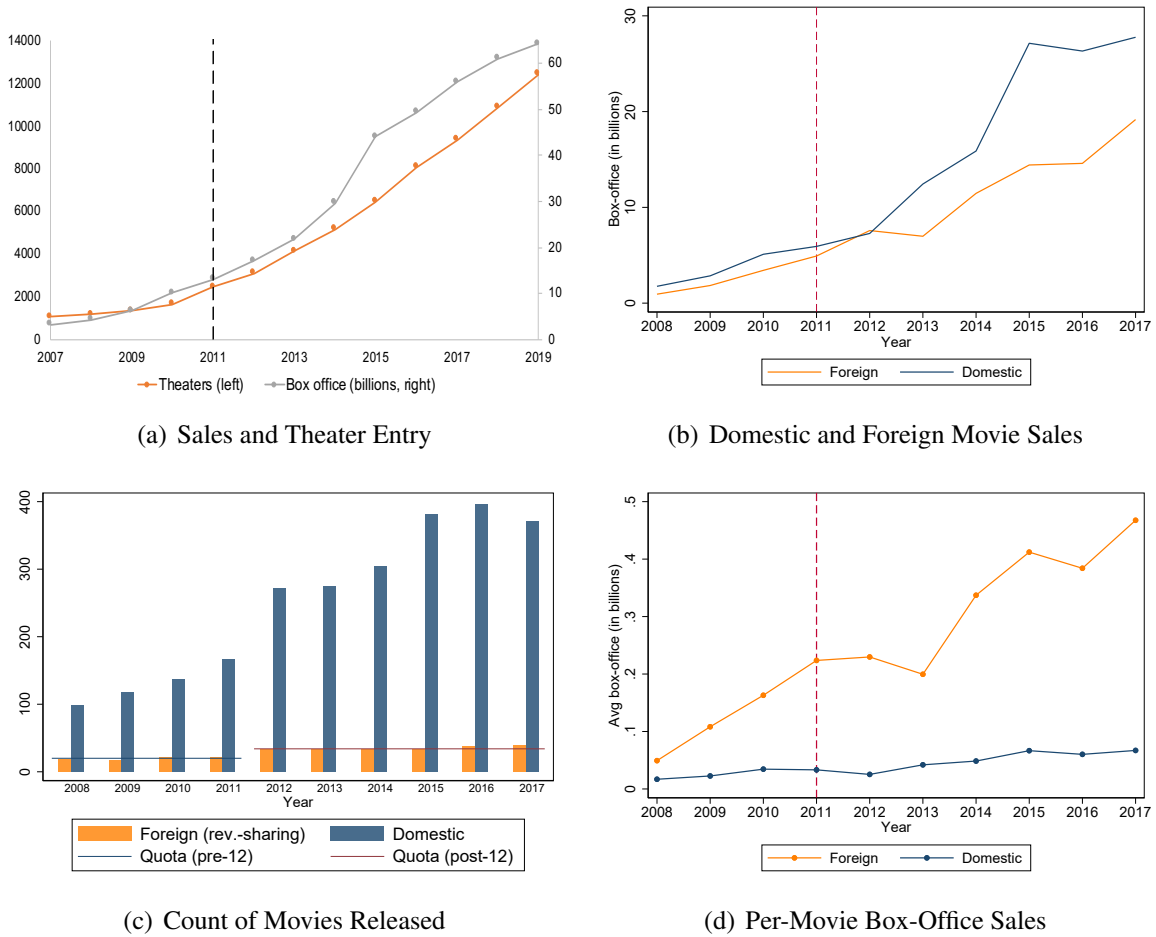 14000
12000
10000
8000
6000
4000
2000
0
60
50
40
30
20
10
0
2007 2009 2011 2013 2015 2017 2019
Theaters (left) Box office (billions, right)
(a) Sales and Theater Entry
Box-office (in billions)
30
20
10
0
2008 2009 2010 2011 2012 2013 2014 2015 2016 2017
Year
Foreign Domestic
(b) Domestic and Foreign Movie Sales
400
300
200
100
0
2008 2009 2010 2011 2012 2013 2014 2015 2016 2017
Year
Foreign (rev.-sharing) Domestic
Quota (pre-12) Quota (post-12)
(c) Count of Movies Released
Avg box-office (in billions)
.5
.4
.3
.2
.1
0
2008 2009 2010 2011 2012 2013 2014 2015 2016 2017
Year
Foreign Domestic
(d) Per-Movie Box-Office Sales